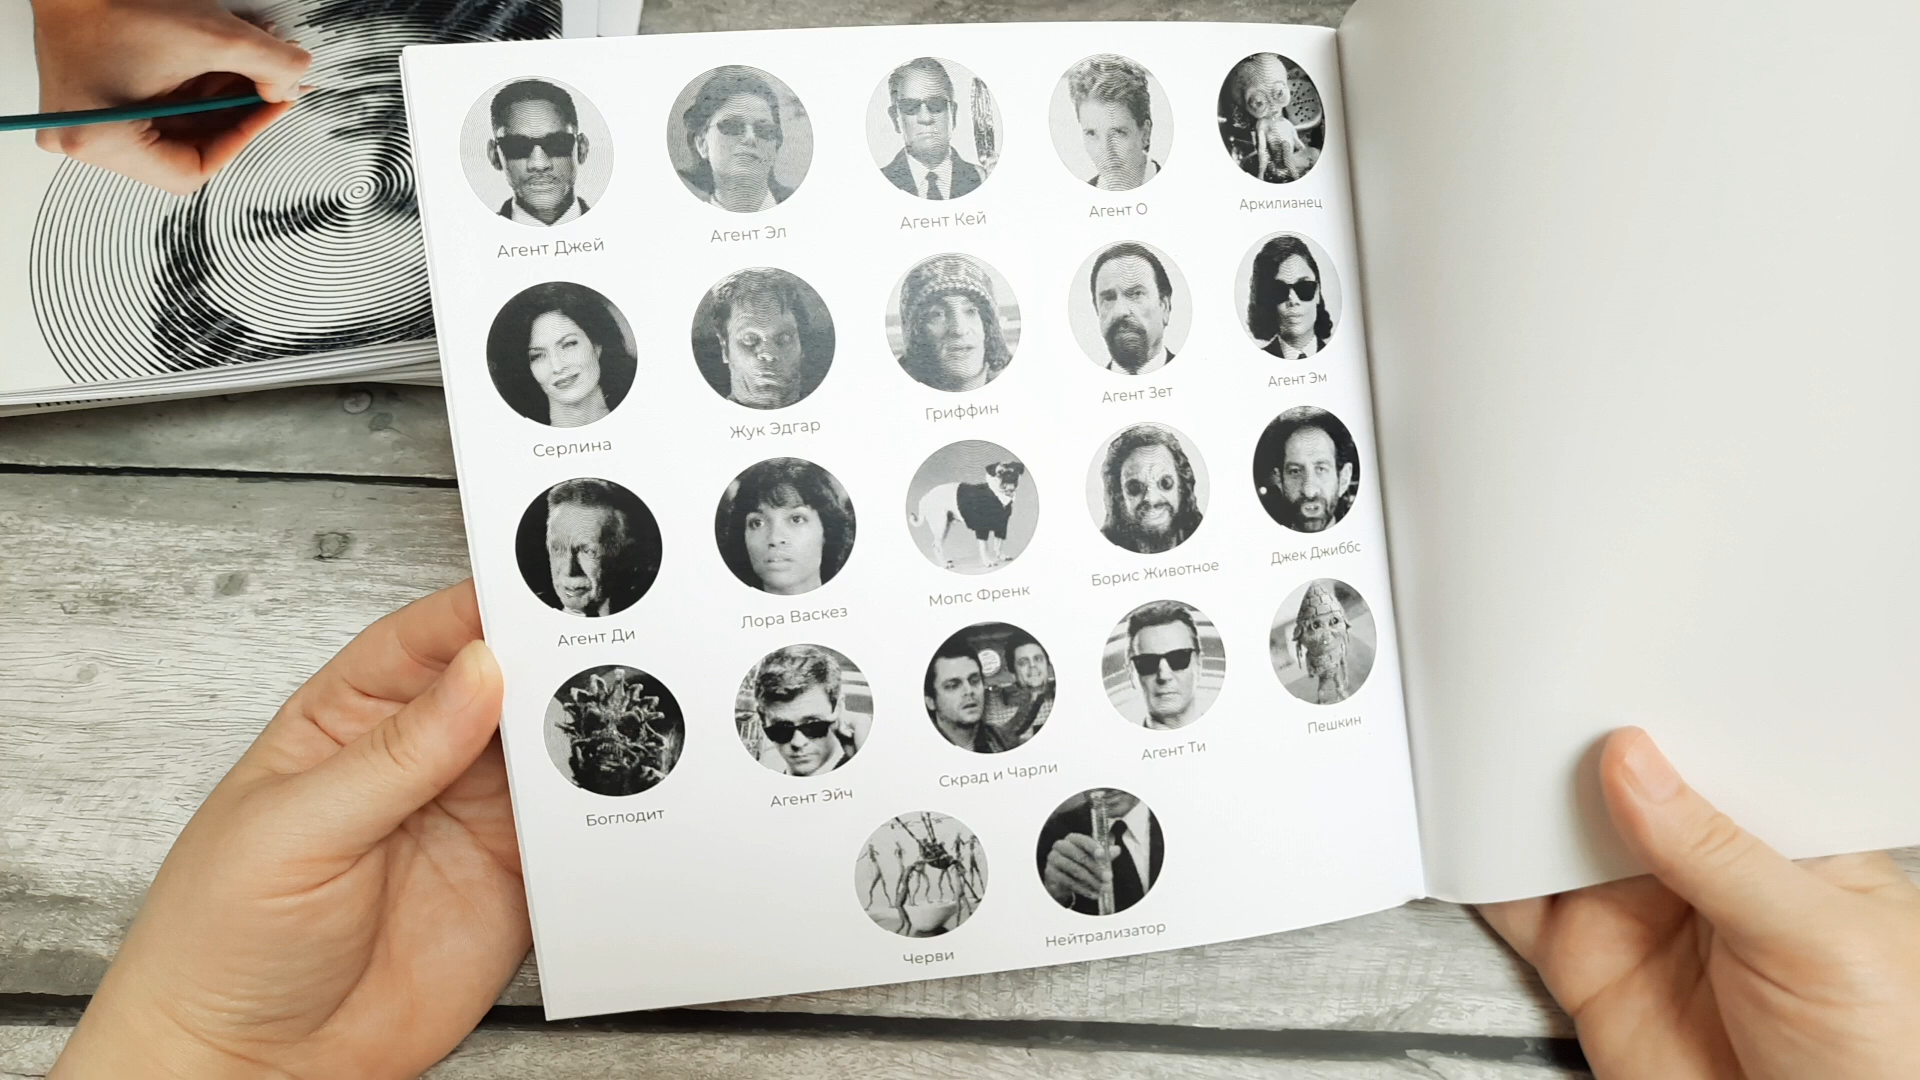 Агент Джей
Агент Эл
Агент Кей
Агент О
Аркилианец
Серлина
Жук Эдгар
Гриффин
Агент Зет
Агент Эм
Агент Ди
Лора Васкез
Мопс Френк
Борис Животное
Джек Джиббс
Боглодит
Агент Эйч
Скрад и Чарли
Агент Ти
Пешкин
Черви
Нейтрализатор